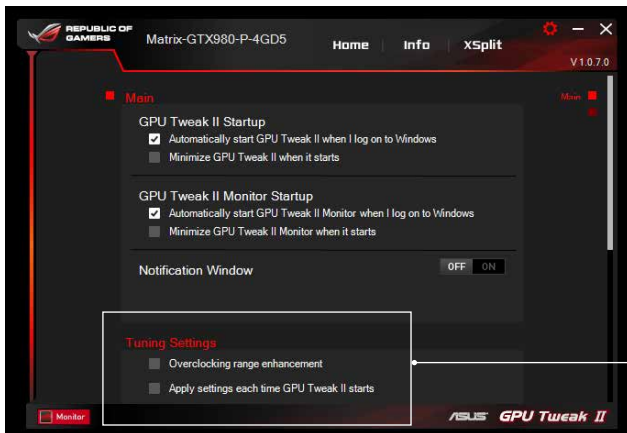 REPUBLIC OF
GAMERS
Matrix-GTX980-P-4GD5
Home
Info
XSplit
V 1.0.7.0
Main
Main
GPU Tweak II Startup
Automatically start GPU Tweak II when I log on to Windows
Minimize GPU Tweak II when it starts
GPU Tweak II Monitor Startup
Automatically start GPU Tweak II Monitor when I log on to Windows
Minimize GPU Tweak II Monitor when it starts
Notification Window
OFF ON
Tuning Settings
Overclocking range enhancement
Apply settings each time GPU Tweak II starts
Monitor
ASUS GPU Tweak II